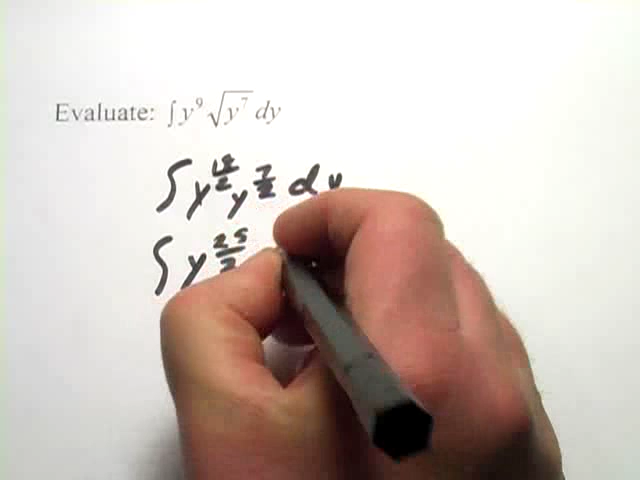 Evaluate: ∫ y⁹ √(y⁷) dy
∫ y^(18/2) y^(7/2) dy
∫ y^(25/2)